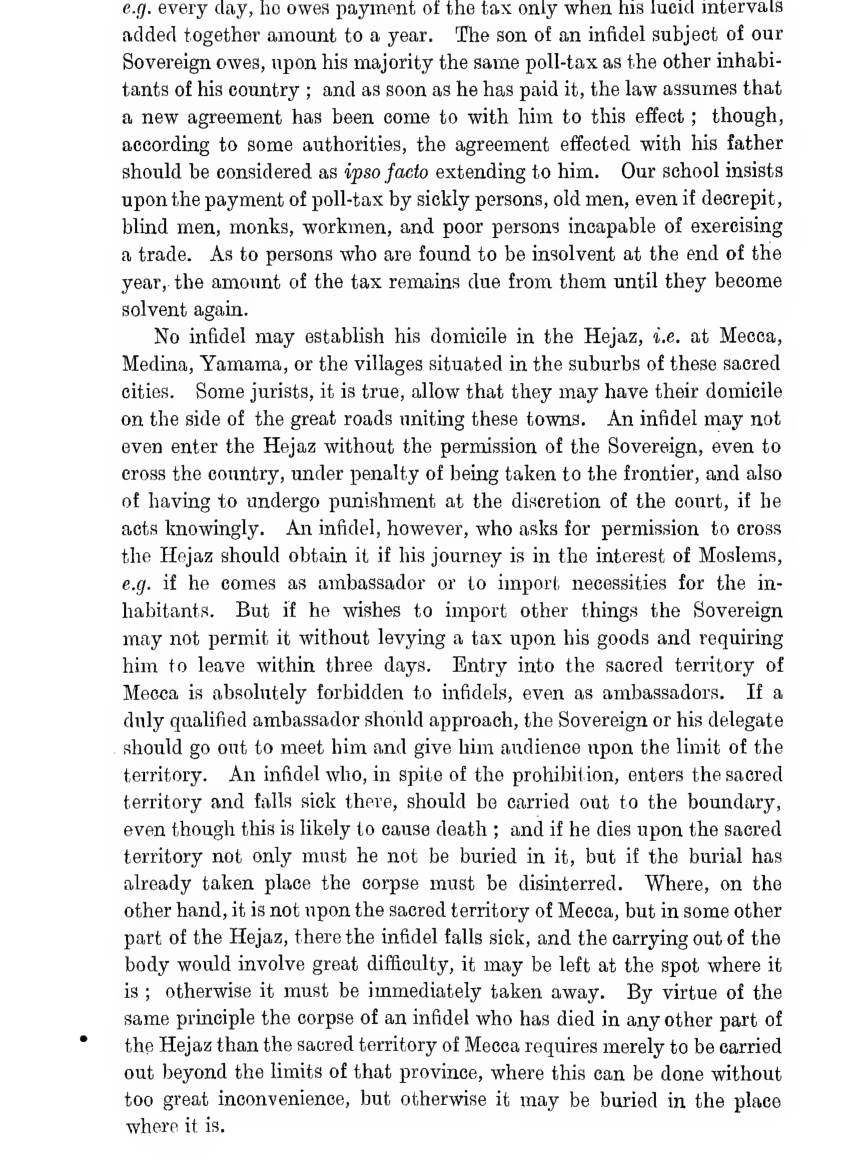 e.g. every day, he owes payment of the tax only when his lucid intervals
added together amount to a year. The son of an infidel subject of our
Sovereign owes, upon his majority the same poll-tax as the other inhabi-
tants of his country ; and as soon as he has paid it, the law assumes that
a new agreement has been come to with him to this effect ; though,
according to some authorities, the agreement effected with his father
should be considered as ipso facto extending to him. Our school insists
upon the payment of poll-tax by sickly persons, old men, even if decrepit,
blind men, monks, workmen, and poor persons incapable of exercising
a trade. As to persons who are found to be insolvent at the end of the
year, the amount of the tax remains due from them until they become
solvent again.
No infidel may establish his domicile in the Hejaz, i.e. at Mecca,
Medina, Yamama, or the villages situated in the suburbs of these sacred
cities. Some jurists, it is true, allow that they may have their domicile
on the side of the great roads uniting these towns. An infidel may not
even enter the Hejaz without the permission of the Sovereign, even to
cross the country, under penalty of being taken to the frontier, and also
of having to undergo punishment at the discretion of the court, if he
acts knowingly. An infidel, however, who asks for permission to cross
the Hejaz should obtain it if his journey is in the interest of Moslems,
e.g. if he comes as ambassador or to import necessities for the in-
habitants. But if he wishes to import other things the Sovereign
may not permit it without levying a tax upon his goods and requiring
him to leave within three days. Entry into the sacred territory of
Mecca is absolutely forbidden to infidels, even as ambassadors. If a
duly qualified ambassador should approach, the Sovereign or his delegate
should go out to meet him and give him audience upon the limit of the
territory. An infidel who, in spite of the prohibition, enters the sacred
territory and falls sick there, should be carried out to the boundary,
even though this is likely to cause death ; and if he dies upon the sacred
territory not only must he not be buried in it, but if the burial has
already taken place the corpse must be disinterred. Where, on the
other hand, it is not upon the sacred territory of Mecca, but in some other
part of the Hejaz, there the infidel falls sick, and the carrying out of the
body would involve great difficulty, it may be left at the spot where it
is ; otherwise it must be immediately taken away. By virtue of the
same principle the corpse of an infidel who has died in any other part of
the Hejaz than the sacred territory of Mecca requires merely to be carried
out beyond the limits of that province, where this can be done without
too great inconvenience, but otherwise it may be buried in the place
where it is.